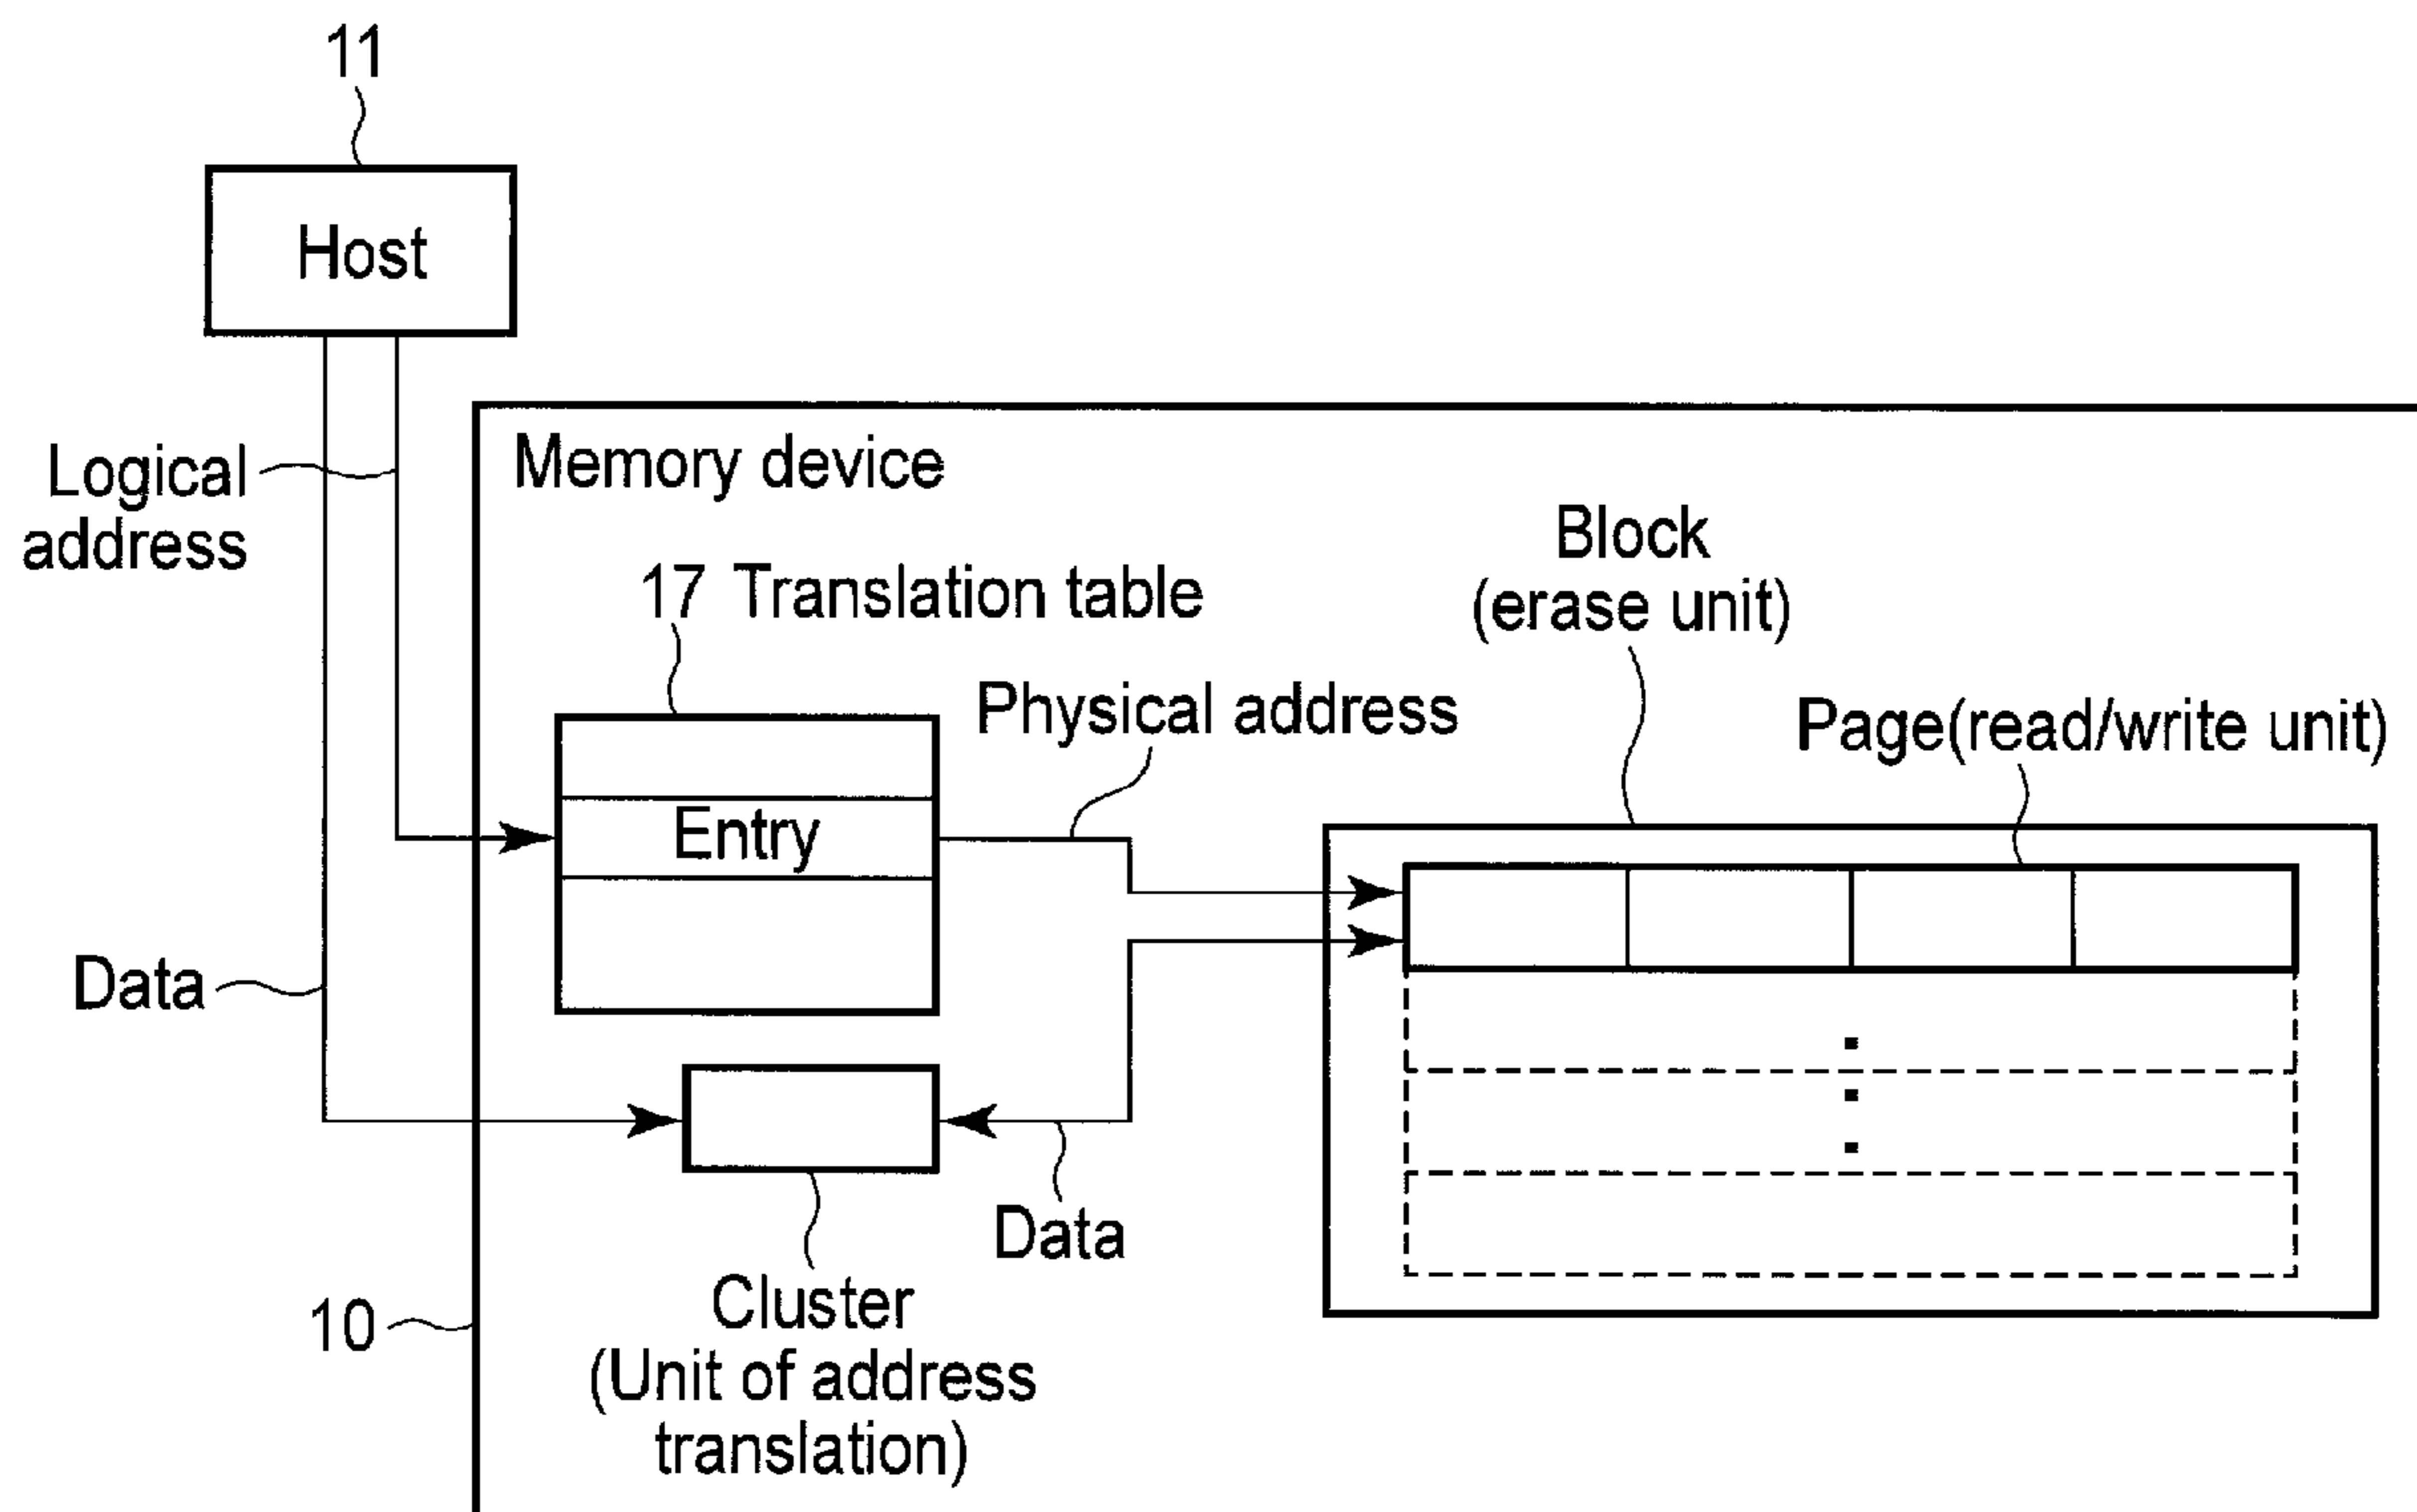 11
Host
Logical
address
Memory device
Block
(erase unit)
17 Translation table
Physical address
Page(read/write unit)
Entry
Data
Data
Cluster
(Unit of address
translation)
10